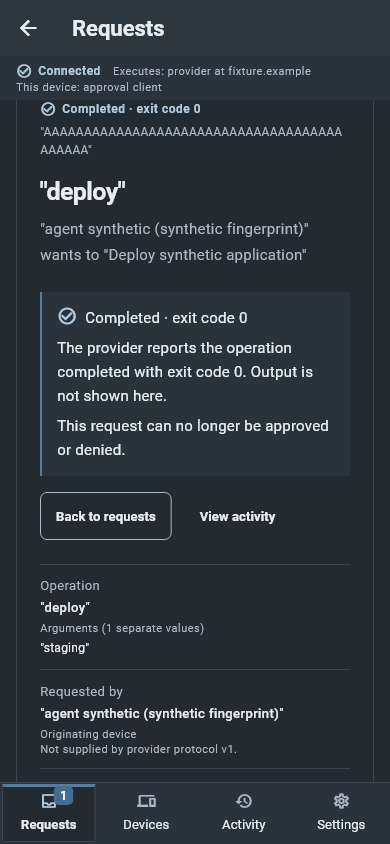 Requests
Connected Executes: provider at fixture.example
This device: approval client
Completed · exit code 0
"AAAAAAAAAAAAAAAAAAAAAAAAAAAAAAAAAAAAA
AAAAAA"
"deploy"
"agent synthetic (synthetic fingerprint)"
wants to "Deploy synthetic application"
Completed · exit code 0
The provider reports the operation
completed with exit code 0. Output is
not shown here.
This request can no longer be approved
or denied.
Back to requests View activity
Operation
"deploy"
Arguments (1 separate values)
"staging"
Requested by
"agent synthetic (synthetic fingerprint)"
Originating device
Not supplied by provider protocol v1.
1
Requests Devices Activity Settings